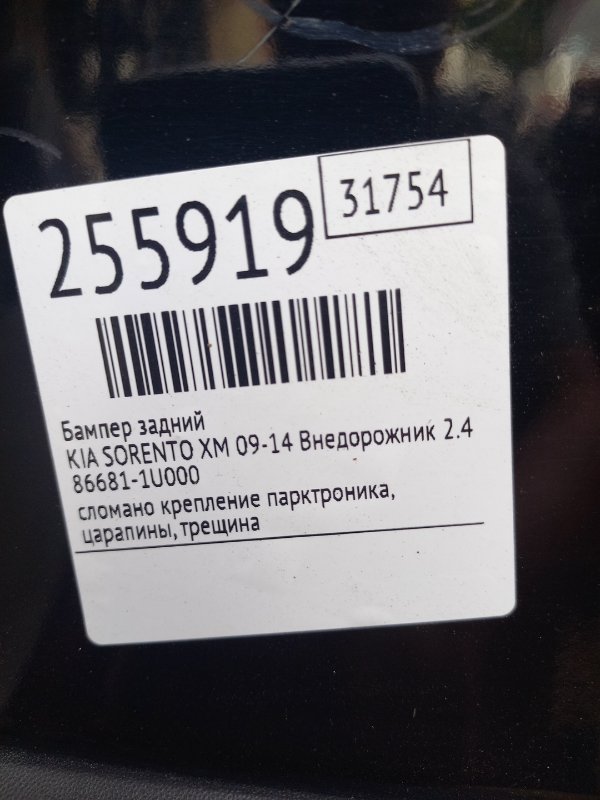 255919
31754
Бампер задний
KIA SORENTO XM 09-14 Внедорожник 2.4
86681-1U000
сломано крепление парктроника,
царапины,трещина